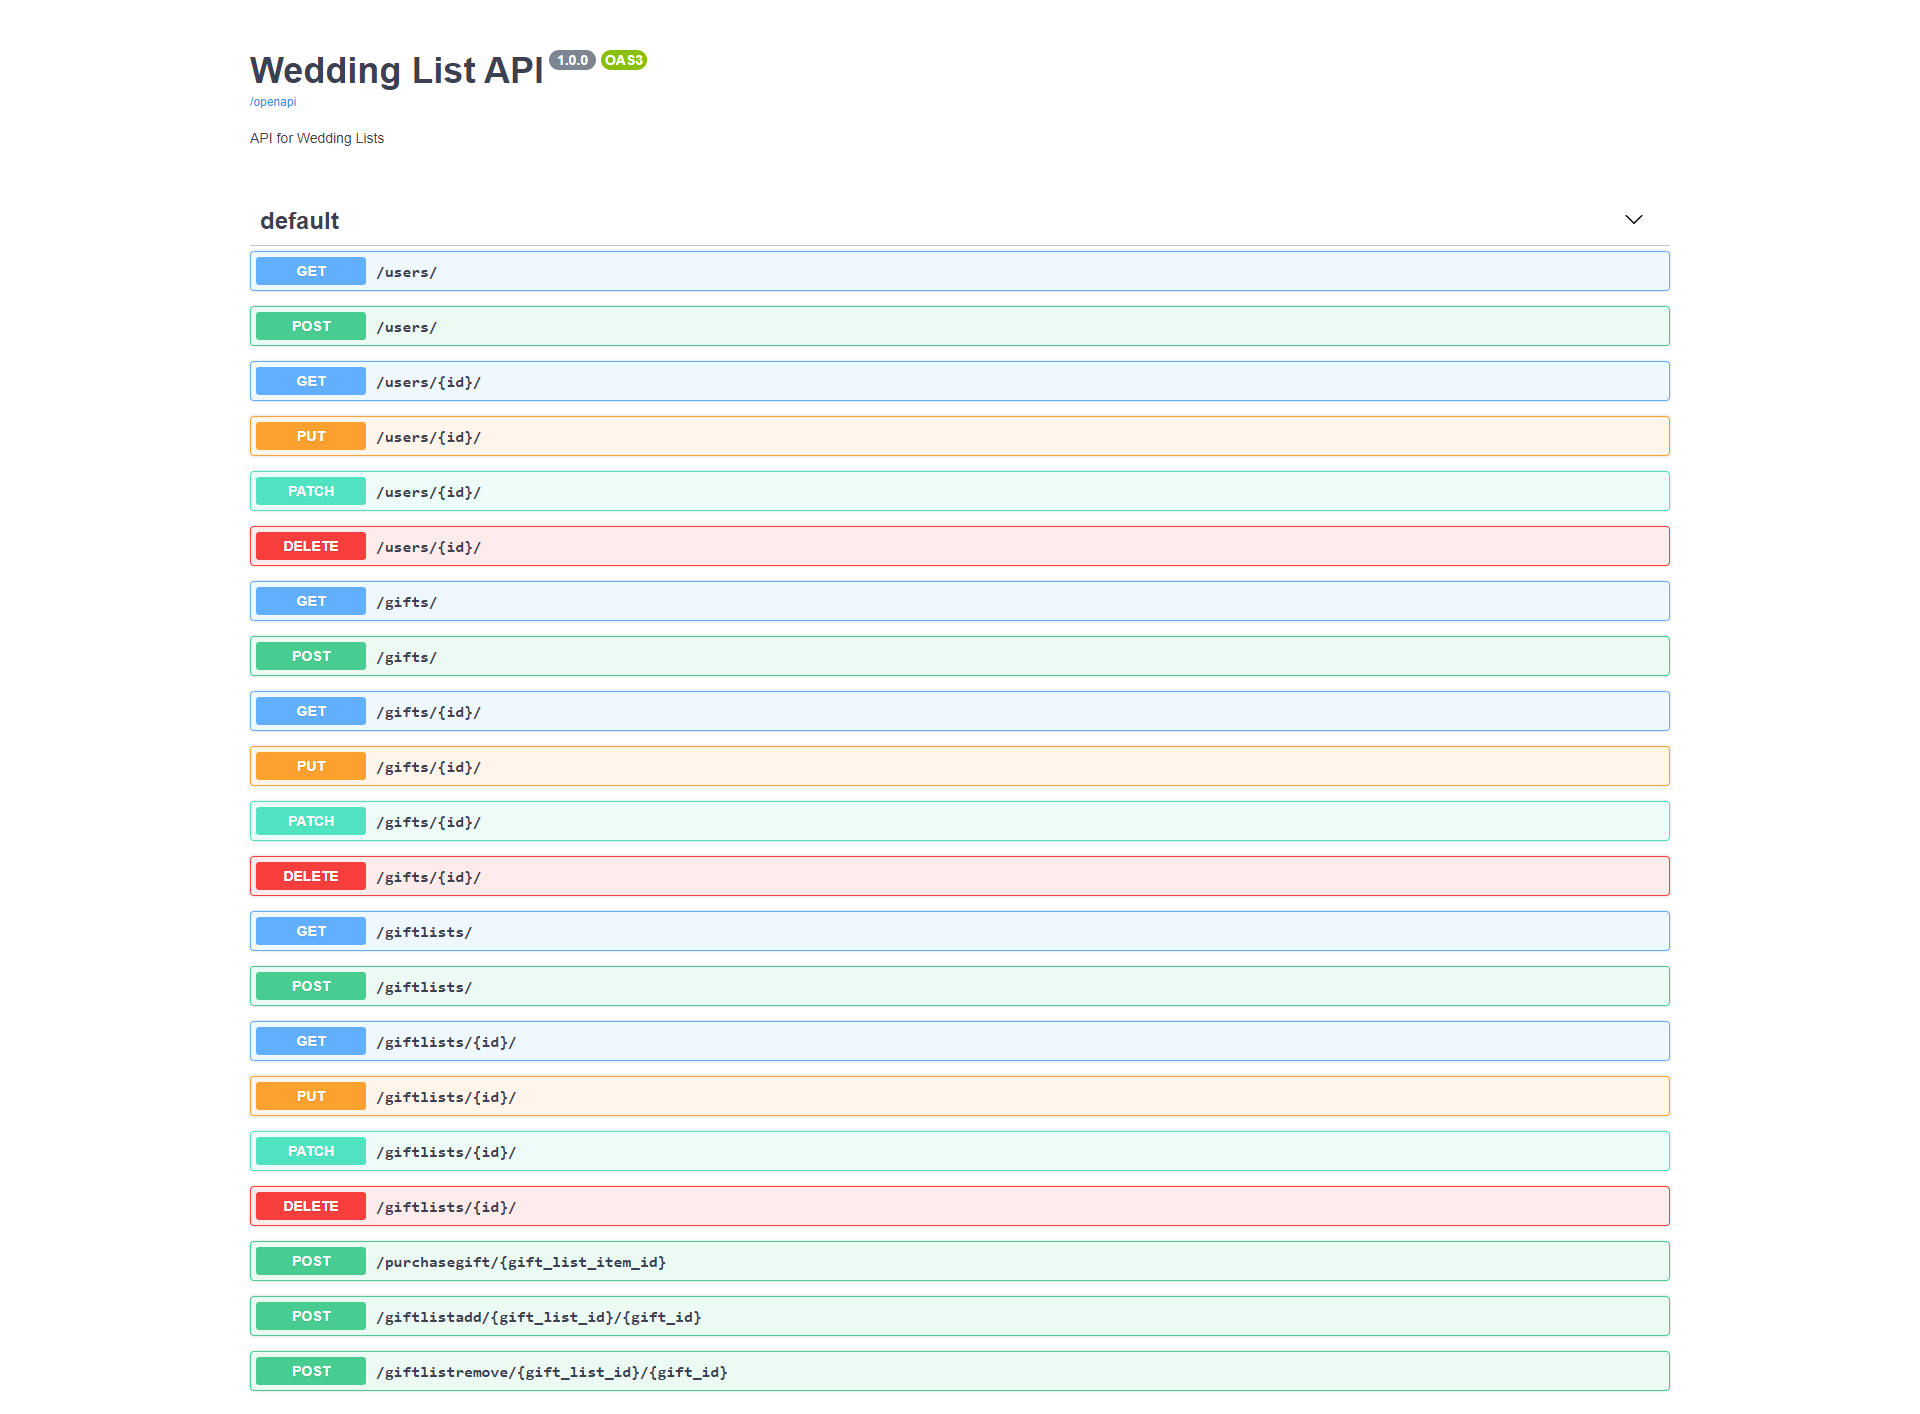 Wedding List API 1.0.0 OAS3
/openapi
API for Wedding Lists
default
GET /users/
POST /users/
GET /users/{id}/
PUT /users/{id}/
PATCH /users/{id}/
DELETE /users/{id}/
GET /gifts/
POST /gifts/
GET /gifts/{id}/
PUT /gifts/{id}/
PATCH /gifts/{id}/
DELETE /gifts/{id}/
GET /giftlists/
POST /giftlists/
GET /giftlists/{id}/
PUT /giftlists/{id}/
PATCH /giftlists/{id}/
DELETE /giftlists/{id}/
POST /purchasegift/{gift_list_item_id}
POST /giftlistadd/{gift_list_id}/{gift_id}
POST /giftlistremove/{gift_list_id}/{gift_id}